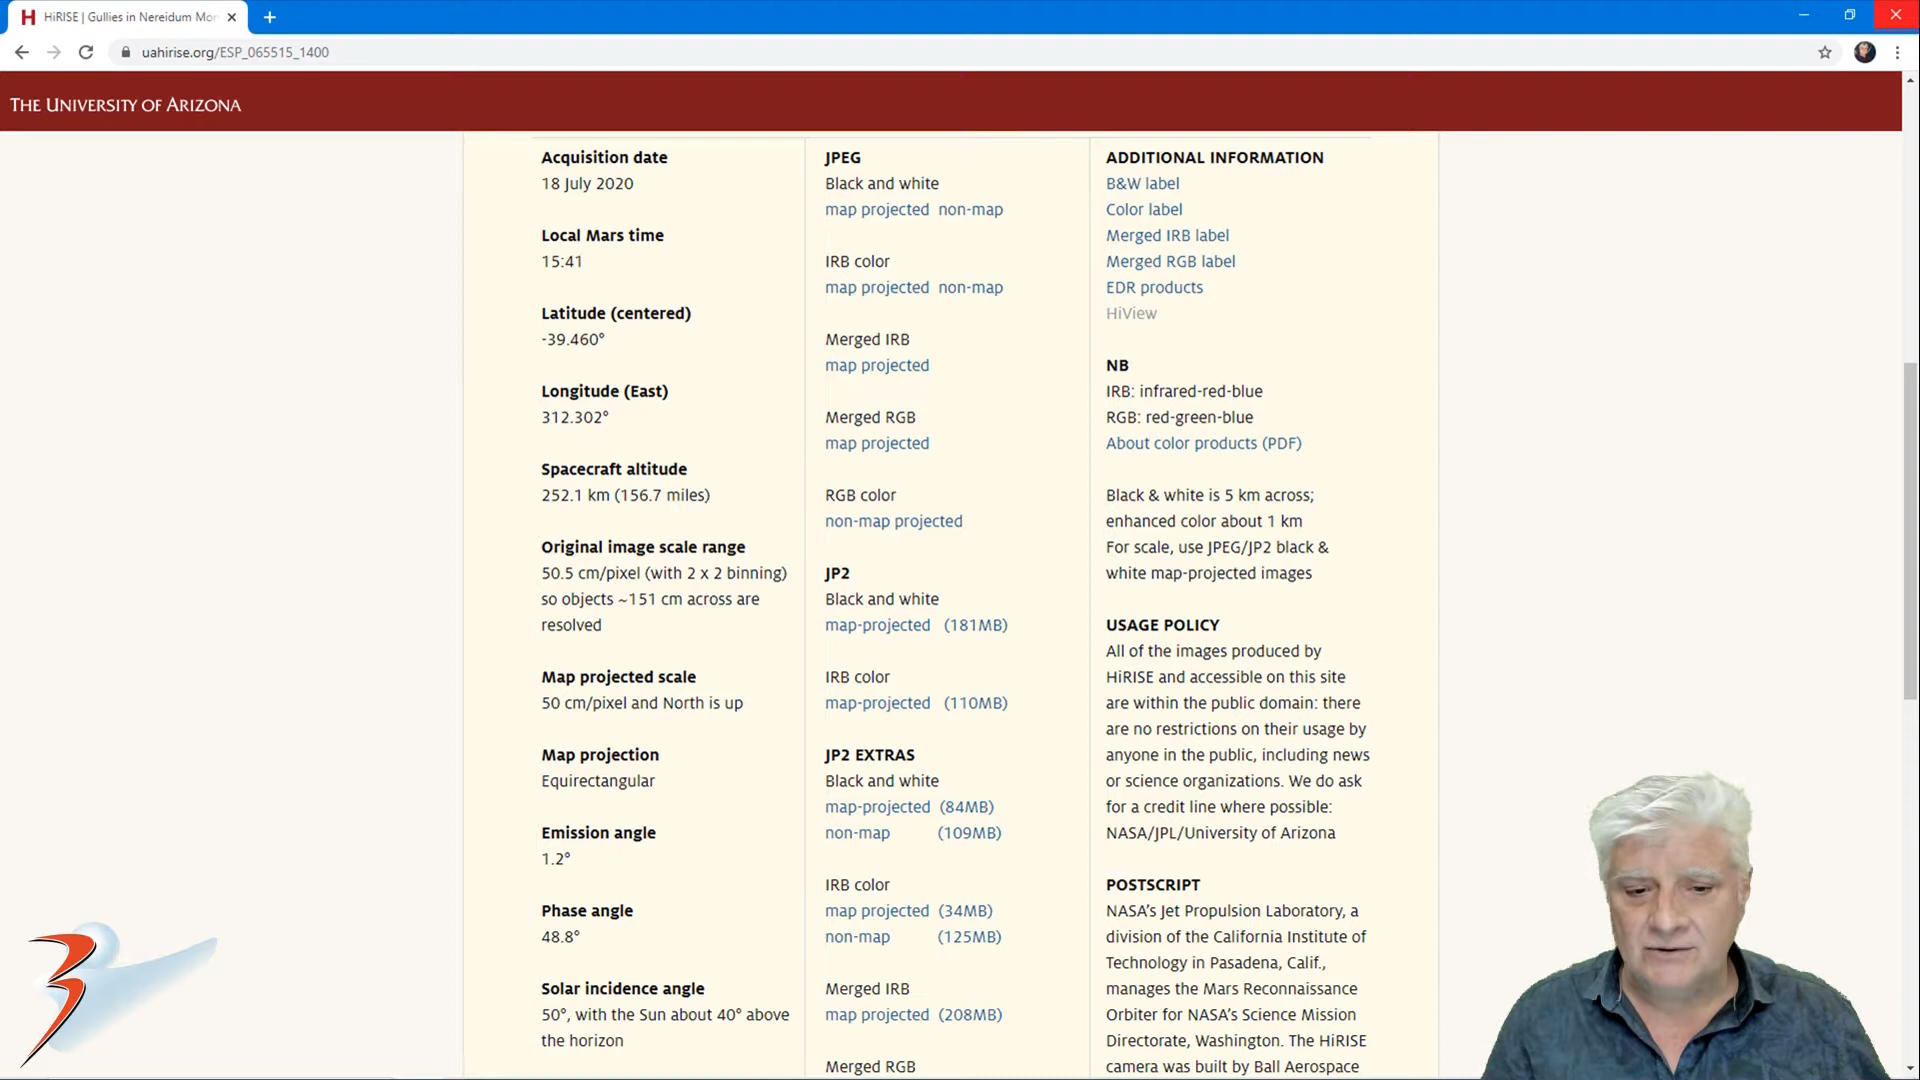 HiRISE | Gullies in Nereidum Mon
uahirise.org/ESP_065515_1400
THE UNIVERSITY OF ARIZONA
Acquisition date
18 July 2020
Local Mars time
15:41
Latitude (centered)
-39.460°
Longitude (East)
312.302°
Spacecraft altitude
252.1 km (156.7 miles)
Original image scale range
50.5 cm/pixel (with 2 x 2 binning)
so objects ~151 cm across are
resolved
Map projected scale
50 cm/pixel and North is up
Map projection
Equirectangular
Emission angle
1.2°
Phase angle
48.8°
Solar incidence angle
50°, with the Sun about 40° above
the horizon
JPEG
Black and white
map projected non-map
IRB color
map projected non-map
Merged IRB
map projected
Merged RGB
map projected
RGB color
non-map projected
JP2
Black and white
map-projected (181MB)
IRB color
map-projected (110MB)
JP2 EXTRAS
Black and white
map-projected (84MB)
non-map (109MB)
IRB color
map projected (34MB)
non-map (125MB)
Merged IRB
map projected (208MB)
Merged RGB
ADDITIONAL INFORMATION
B&W label
Color label
Merged IRB label
Merged RGB label
EDR products
HiView
NB
IRB: infrared-red-blue
RGB: red-green-blue
About color products (PDF)
Black & white is 5 km across;
enhanced color about 1 km
For scale, use JPEG/JP2 black &
white map-projected images
USAGE POLICY
All of the images produced by
HiRISE and accessible on this site
are within the public domain: there
are no restrictions on their usage by
anyone in the public, including news
or science organizations. We do ask
for a credit line where possible:
NASA/JPL/University of Arizona
POSTSCRIPT
NASA's Jet Propulsion Laboratory, a
division of the California Institute of
Technology in Pasadena, Calif.,
manages the Mars Reconnaissance
Orbiter for NASA's Science Mission
Directorate, Washington. The HiRISE
camera was built by Ball Aerospace